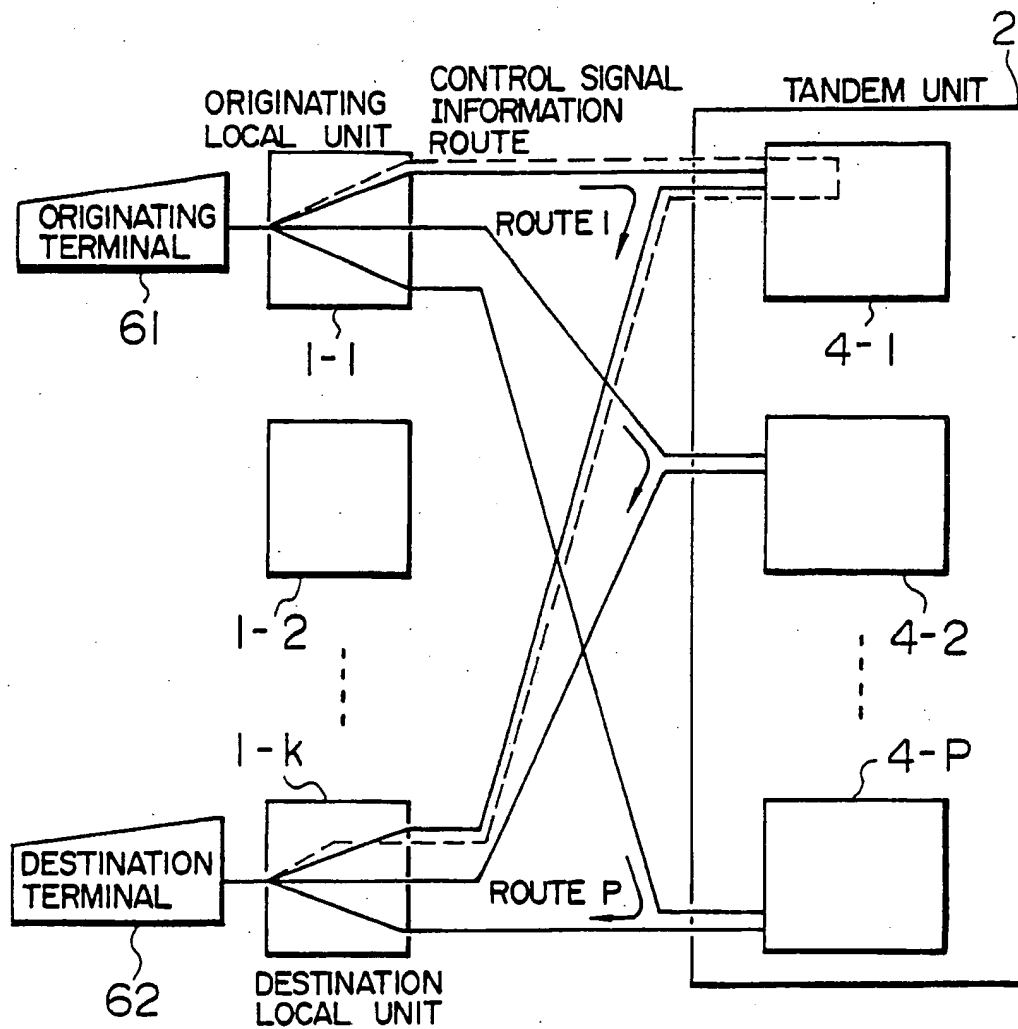 2
CONTROL SIGNAL
INFORMATION
ROUTE
TANDEM UNIT
ORIGINATING
LOCAL UNIT
ORIGINATING
TERMINAL
ROUTE 1
61
1-1
4-1
1-2
4-2
1-k
4-P
DESTINATION
TERMINAL
ROUTE P
62
DESTINATION
LOCAL UNIT